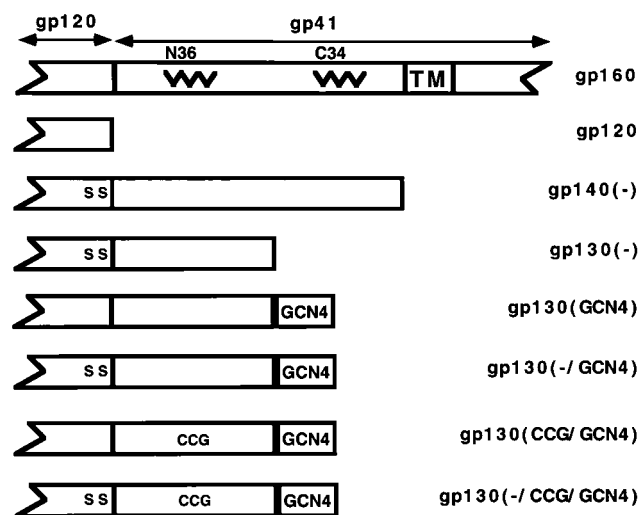 gp120 gp41
N36 C34
TM gp160
gp120
SS gp140(-)
SS gp130(-)
GCN4 gp130(GCN4)
SS GCN4 gp130(-/GCN4)
CCG GCN4 gp130(CCG/GCN4)
SS CCG GCN4 gp130(-/CCG/GCN4)